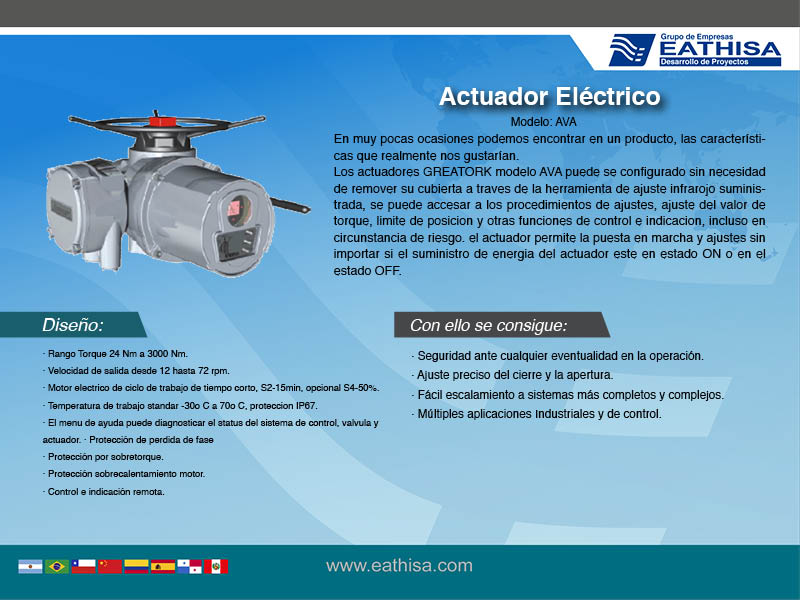 Grupo de Empresas
EATHISA
Desarrollo de Proyectos
Actuador Eléctrico
Modelo: AVA
En muy pocas ocasiones podemos encontrar en un producto, las característi-
cas que realmente nos gustarían.
Los actuadores GREATORK modelo AVA puede se configurado sin necesidad
de remover su cubierta a traves de la herramienta de ajuste infrarojo suminis-
trada, se puede accesar a los procedimientos de ajustes, ajuste del valor de
torque, limite de posicion y otras funciones de control e indicacion, incluso en
circunstancia de riesgo. el actuador permite la puesta en marcha y ajustes sin
importar si el suministro de energia del actuador este en estado ON o en el
estado OFF.
Diseño:
· Rango Torque 24 Nm a 3000 Nm.
· Velocidad de salida desde 12 hasta 72 rpm.
· Motor electrico de ciclo de trabajo de tiempo corto, S2-15min, opcional S4-50%.
· Temperatura de trabajo standar -30o C a 70o C, proteccion IP67.
· El menu de ayuda puede diagnosticar el status del sistema de control, valvula y
actuador. · Protección de perdida de fase
· Protección por sobretorque.
· Protección sobrecalentamiento motor.
· Control e indicación remota.
Con ello se consigue:
· Seguridad ante cualquier eventualidad en la operación.
· Ajuste preciso del cierre y la apertura.
· Fácil escalamiento a sistemas más completos y complejos.
· Múltiples aplicaciones Industriales y de control.
www.eathisa.com